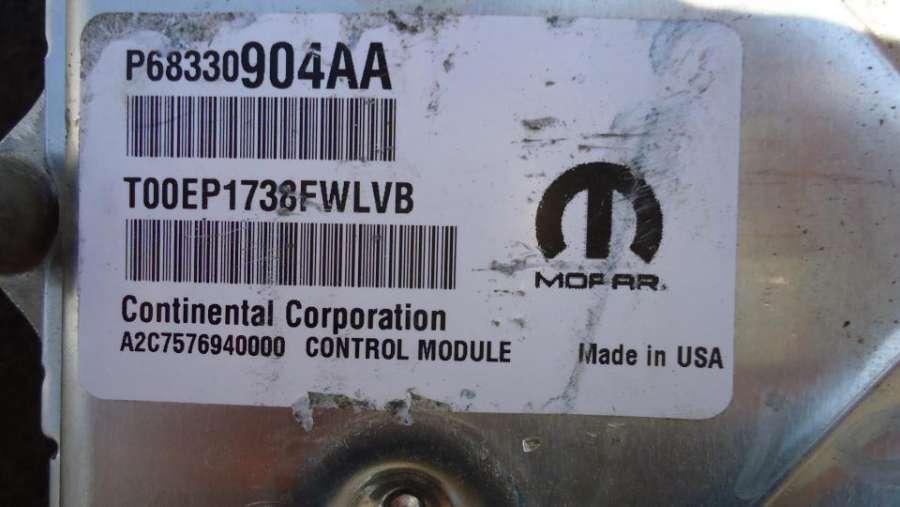 P68330904AA
T00EP1738FWLVB
MOPAR®
Continental Corporation
A2C7576940000 CONTROL MODULE
Made in USA